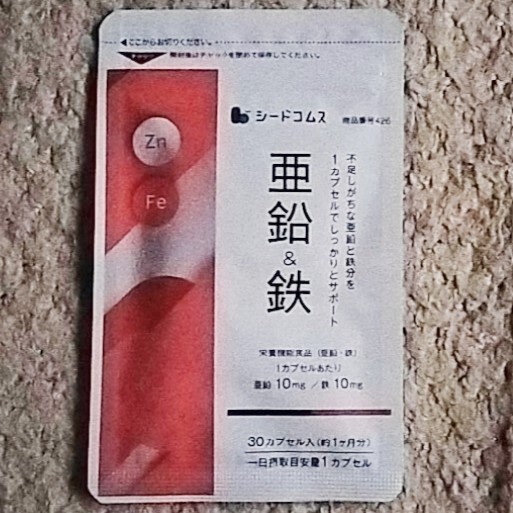 ここからお切りください。
開封後はチャックを閉めて保存してください。
シードコムス
商品番号426
Zn
Fe
不足しがちな亜鉛と鉄分を
1カプセルでしっかりとサポート
亜鉛
&
鉄
栄養機能食品（亜鉛・鉄）
1カプセルあたり
亜鉛 10mg ／鉄 10mg
30カプセル入（約1ヶ月分）
一日摂取目安量1カプセル